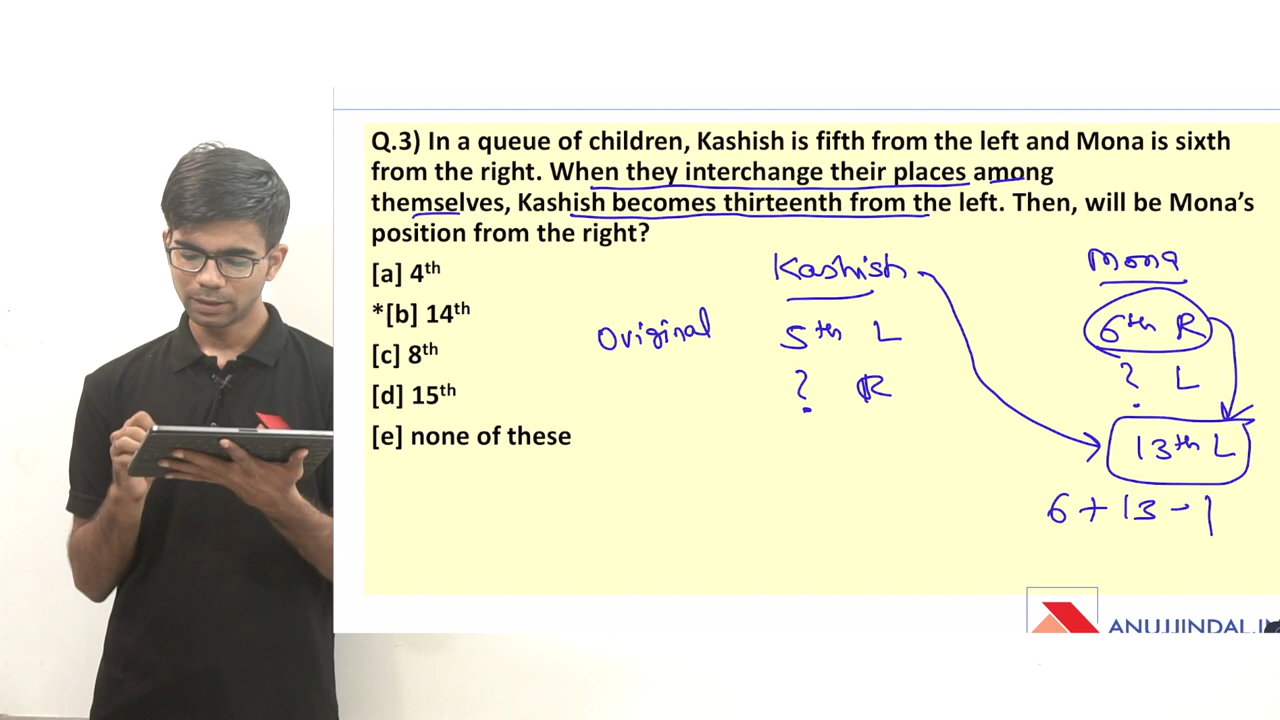 Q.3) In a queue of children, Kashish is fifth from the left and Mona is sixth
from the right. When they interchange their places among
themselves, Kashish becomes thirteenth from the left. Then, will be Mona's
position from the right?
[a] 4th
*[b] 14th
[c] 8th
[d] 15th
[e] none of these
Kashish Mona
Original 5th L 6th R
? R ? L
13th L
6 + 13 - 1
ANUJJINDAL.IN